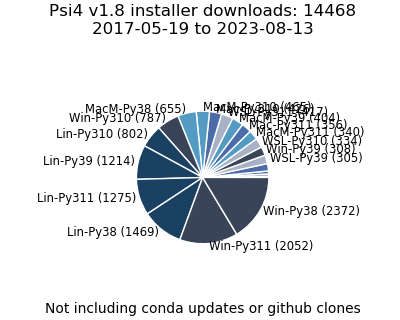 Psi4 v1.8 installer downloads: 14468
2017-05-19 to 2023-08-13
MacM-Py310 (465)
MacM-Py38 (655)
Win-Py310 (787)
MacM-Py39 (404)
Mac-Py311 (356)
Lin-Py310 (802)
MacM-Py311 (340)
WSL-Py310 (334)
Win-Py39 (308)
Lin-Py39 (1214)
WSL-Py39 (305)
Lin-Py311 (1275)
Win-Py38 (2372)
Lin-Py38 (1469)
Win-Py311 (2052)
Not including conda updates or github clones